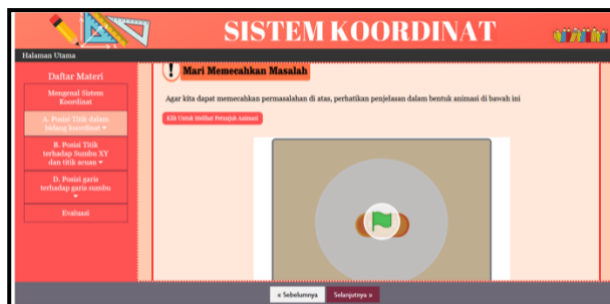 SISTEM KOORDINAT
Halaman Utama
Daftar Materi
Mengenal Sistem
Koordinat
A. Posisi Titik dalam
bidang koordinat
B. Posisi Titik
terhadap Sumbu XY
dan titik acuan
D. Posisi garis
terhadap garis sumbu
Evaluasi
! Mari Memecahkan Masalah
Agar kita dapat memecahkan permasalahan di atas, perhatikan penjelasan dalam bentuk animasi di bawah ini
Klik Untuk Melihat Petunjuk Animasi
« Sebelumnya
Selanjutnya »